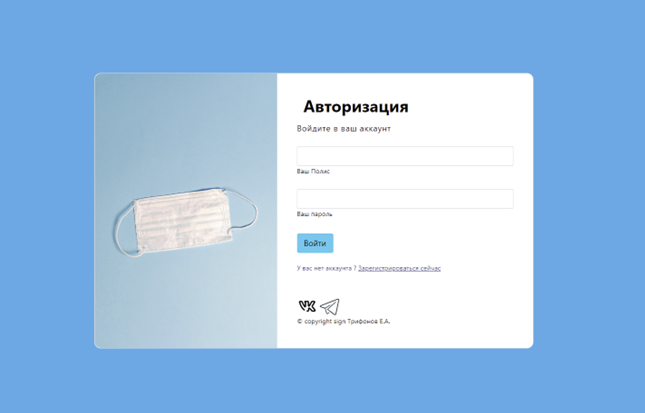 Авторизация
Войдите в ваш аккаунт
Ваш Полис
Ваш пароль
Войти
У вас нет аккаунта ? Зарегистрироваться сейчас
© copyright sign Трифонов Е.А.